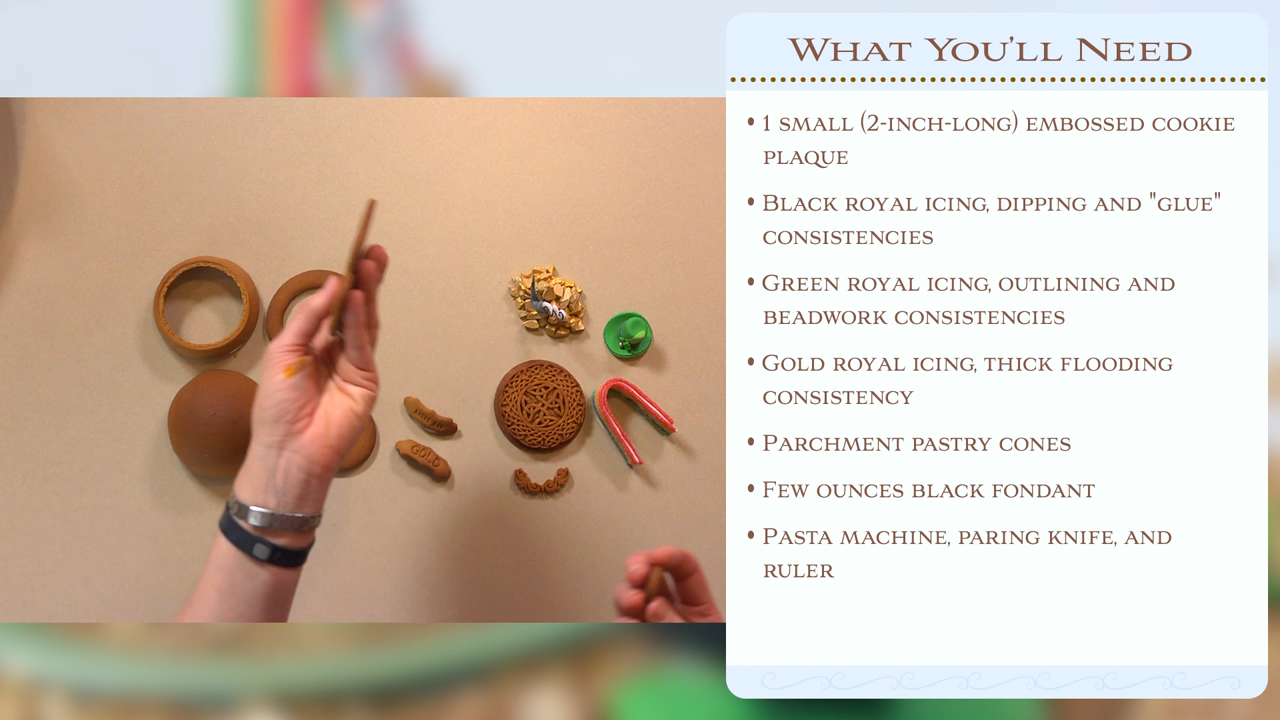 What You'll Need
• 1 small (2-inch-long) embossed cookie
plaque
• Black royal icing, dipping and "glue"
consistencies
• Green royal icing, outlining and
beadwork consistencies
• Gold royal icing, thick flooding
consistency
• Parchment pastry cones
• Few ounces black fondant
• Pasta machine, paring knife, and
ruler
GOLD